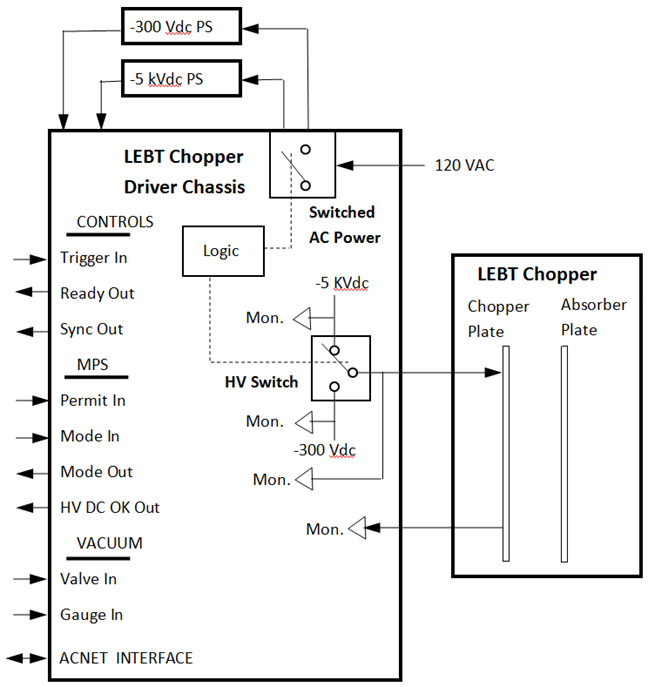 -300 Vdc PS
-5 kVdc PS
LEBT Chopper
Driver Chassis
120 VAC
Switched
AC Power
CONTROLS
Logic
Trigger In
Ready Out
Sync Out
MPS
Permit In
Mode In
Mode Out
HV DC OK Out
VACUUM
Valve In
Gauge In
ACNET INTERFACE
-5 KVdc
Mon.
HV Switch
Mon.
-300 Vdc
Mon.
Mon.
LEBT Chopper
Chopper
Plate
Absorber
Plate